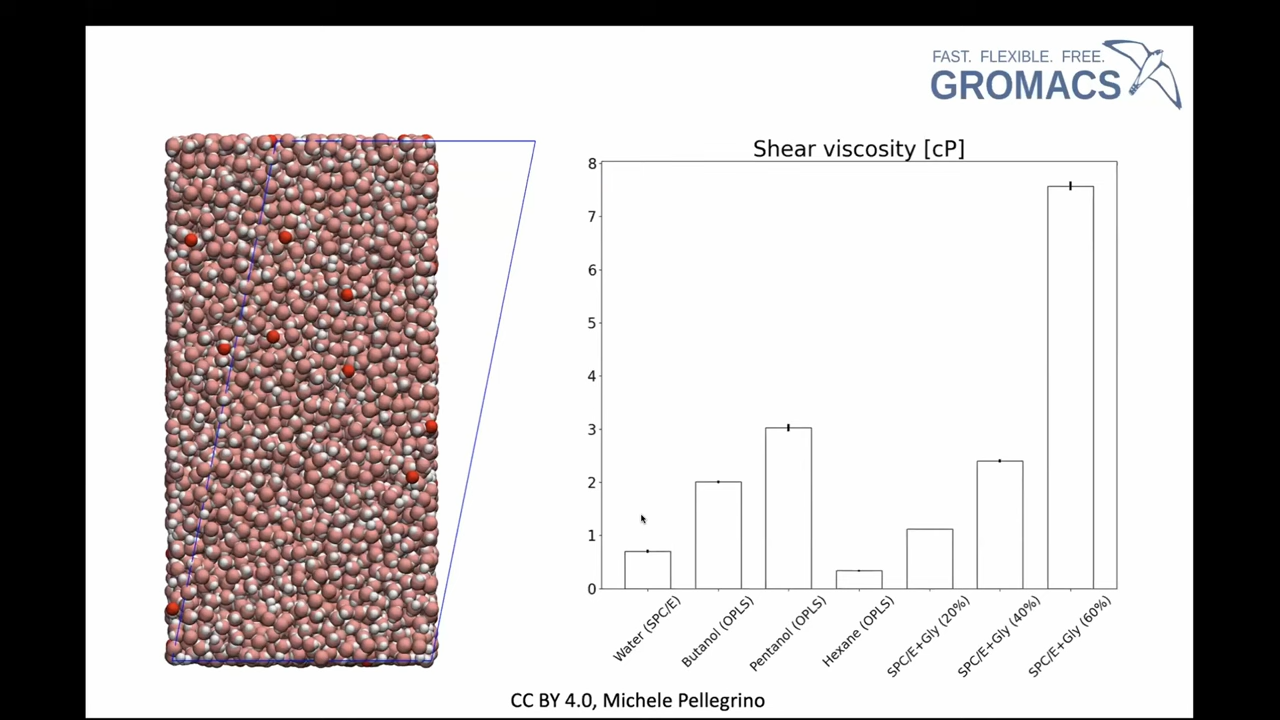 FAST. FLEXIBLE. FREE.
GROMACS
Shear viscosity [cP]
8
7
6
5
4
3
2
1
0
Water (SPC/E)
Butanol (OPLS)
Pentanol (OPLS)
Hexane (OPLS)
SPC/E+Gly (20%)
SPC/E+Gly (40%)
SPC/E+Gly (60%)
CC BY 4.0, Michele Pellegrino